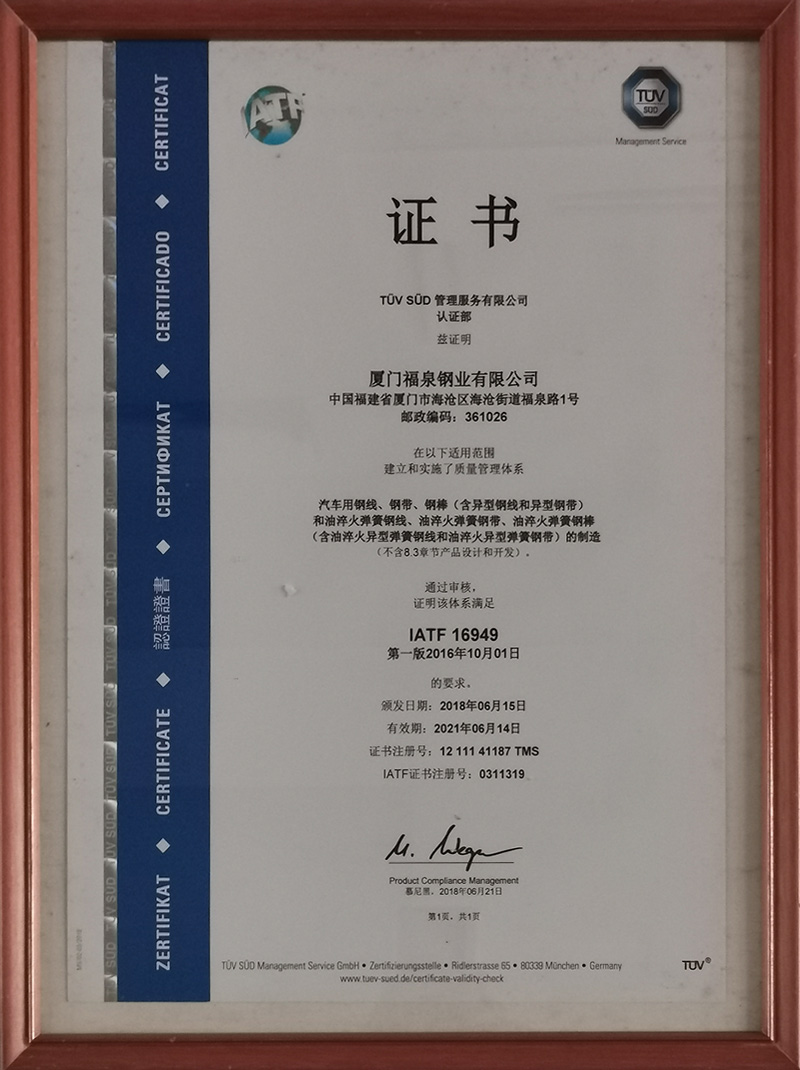 IATF
TÜV
SÜD
Management Service
证书
TÜV SÜD 管理服务有限公司
认证部
兹证明
厦门福泉钢业有限公司
中国福建省厦门市海沧区海沧街道福泉路1号
邮政编码：361026
在以下适用范围
建立和实施了质量管理体系
汽车用钢线、钢带、钢棒（含异型钢线和异型钢带）
和油淬火弹簧钢线、油淬火弹簧钢带、油淬火弹簧钢棒
（含油淬火异型弹簧钢线和油淬火异型弹簧钢带）的制造
（不含8.3章节产品设计和开发）。
通过审核，
证明该体系满足
IATF 16949
第一版2016年10月01日
的要求。
颁发日期：2018年06月15日
有效期：2021年06月14日
证书注册号：12 111 41187 TMS
IATF证书注册号：0311319
Product Compliance Management
慕尼黑，2018年06月21日
第1页，共1页
TÜV SÜD Management Service GmbH • Zertifizierungsstelle • Ridlerstrasse 65 • 80339 München • Germany
www.tuev-sued.de/certificate-validity-check
TÜV®
ZERTIFIKAT ◆ CERTIFICATE ◆ 認證證書 ◆ СЕРТИФИКАТ ◆ CERTIFICADO ◆ CERTIFICAT